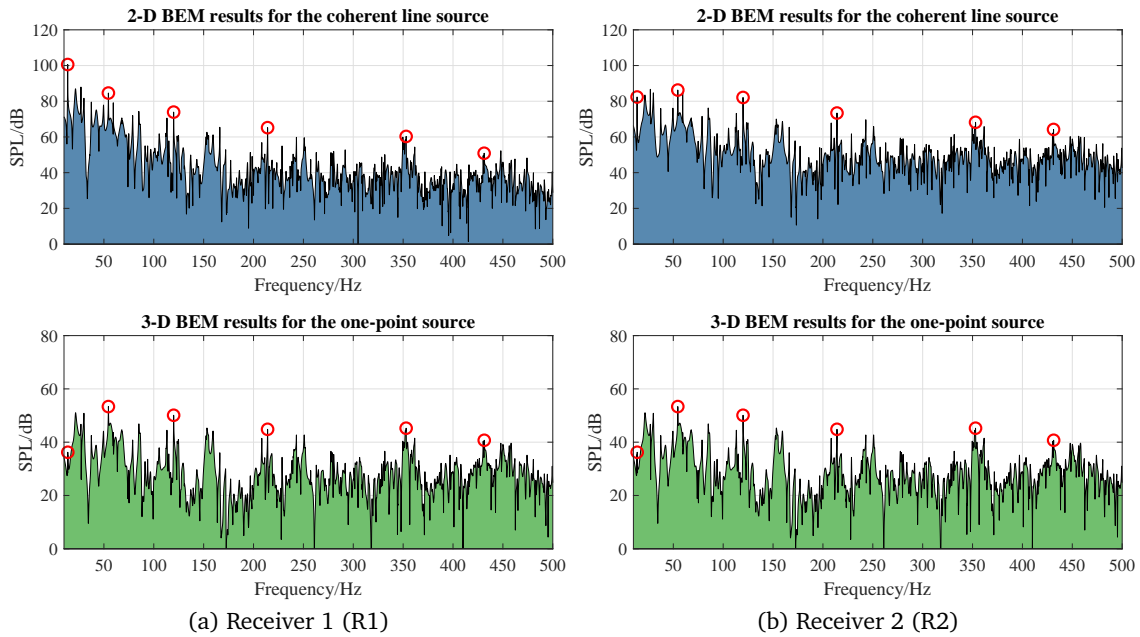 2-D BEM results for the coherent line source
120
100
80
60
40
20
0
SPL/dB
50 100 150 200 250 300 350 400 450 500
Frequency/Hz
2-D BEM results for the coherent line source
120
100
80
60
40
20
0
SPL/dB
50 100 150 200 250 300 350 400 450 500
Frequency/Hz
3-D BEM results for the one-point source
80
60
40
20
0
SPL/dB
50 100 150 200 250 300 350 400 450 500
Frequency/Hz
3-D BEM results for the one-point source
80
60
40
20
0
SPL/dB
50 100 150 200 250 300 350 400 450 500
Frequency/Hz
(a) Receiver 1 (R1)
(b) Receiver 2 (R2)